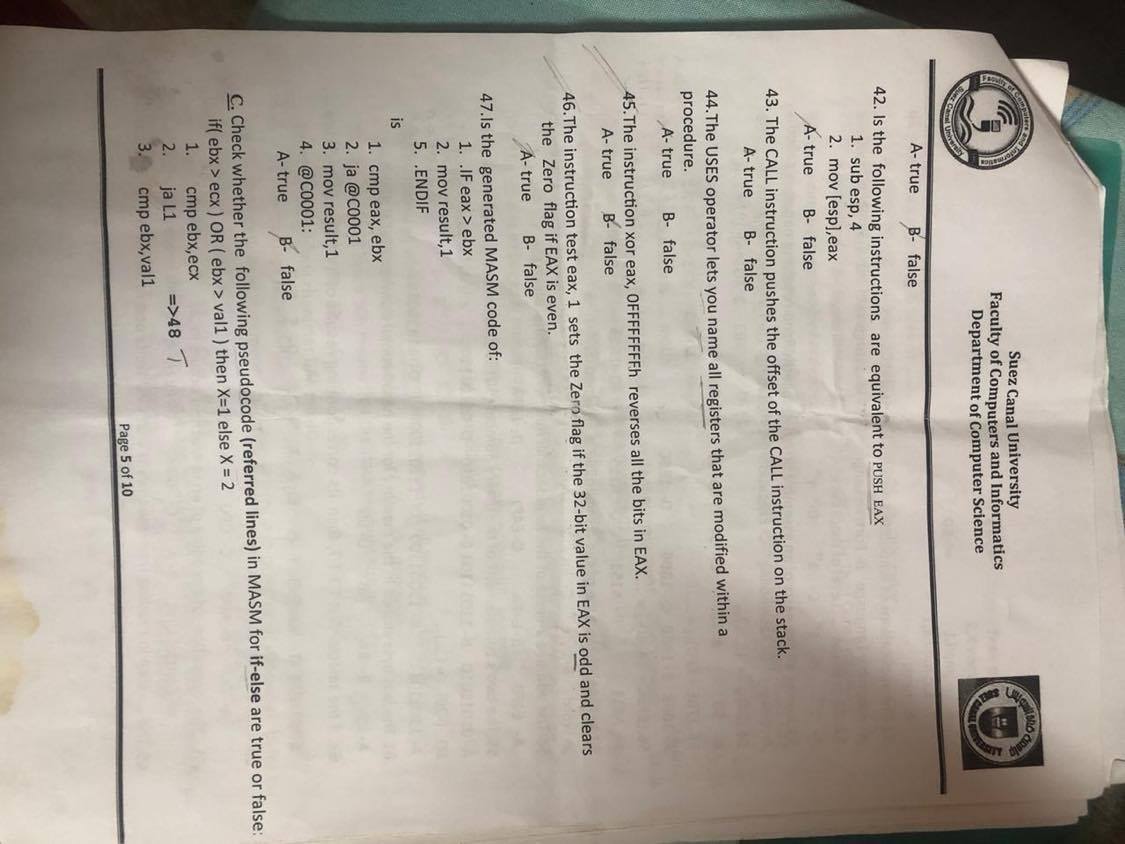 Suez Canal University
Faculty of Computers and Informatics
Department of Computer Science
A- true B- false
42. Is the following instructions are equivalent to PUSH EAX
1. sub esp, 4
2. mov [esp],eax
A- true B- false
43. The CALL instruction pushes the offset of the CALL instruction on the stack.
A- true B- false
44.The USES operator lets you name all registers that are modified within a
procedure.
A- true B- false
45.The instruction xor eax, 0FFFFFFFFh reverses all the bits in EAX.
A- true B- false
46.The instruction test eax, 1 sets the Zero flag if the 32-bit value in EAX is odd and clears
the Zero flag if EAX is even.
A- true B- false
47.Is the generated MASM code of:
1. .IF eax > ebx
2. mov result,1
5. .ENDIF
is
1. cmp eax, ebx
2. ja @C0001
3. mov result,1
4. @C0001:
A- true B- false
C. Check whether the following pseudocode (referred lines) in MASM for if-else are true or false:
if( ebx > ecx ) OR ( ebx > val1 ) then X=1 else X = 2
1. cmp ebx,ecx
2. ja L1 =>48 T
3. cmp ebx,val1
Page 5 of 10